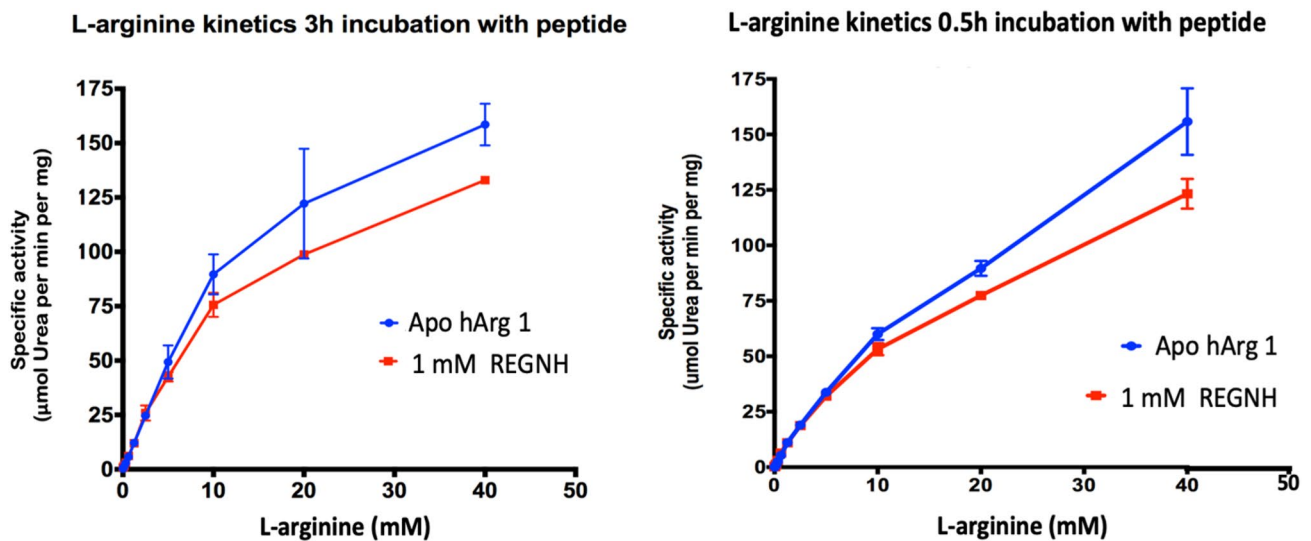 L-arginine kinetics 3h incubation with peptide
175
150
125
100
75
50
25
0
0 10 20 30 40 50
Specific activity
(μmol Urea per min per mg)
L-arginine (mM)
Apo hArg 1
1 mM REGNH
L-arginine kinetics 0.5h incubation with peptide
175
150
125
100
75
50
25
0
0 10 20 30 40 50
Specific activity
(umol Urea per min per mg)
L-arginine (mM)
Apo hArg 1
1 mM REGNH